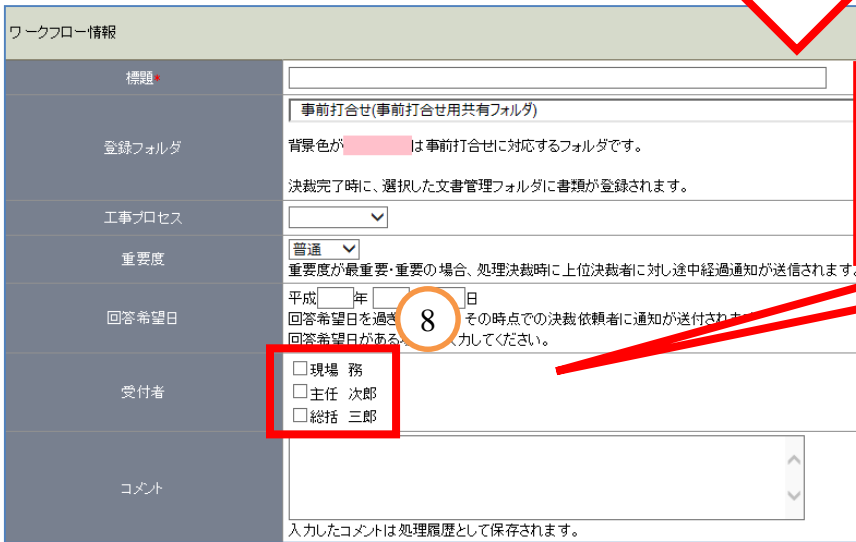 ワークフロー情報
標題*
登録フォルダ
事前打合せ(事前打合せ用共有フォルダ)
背景色が は事前打合せに対応するフォルダです。
決裁完了時に、選択した文書管理フォルダに書類が登録されます。
工事プロセス
重要度
普通
重要度が最重要・重要の場合、処理決裁時に上位決裁者に対し途中経過通知が送信されます。
回答希望日
平成 年 日
回答希望日を過ぎ その時点での決裁依頼者に通知が送付され
回答希望日がある 力してください。
8
受付者
現場 務
主任 次郎
総括 三郎
コメント
入力したコメントは処理履歴として保存されます。